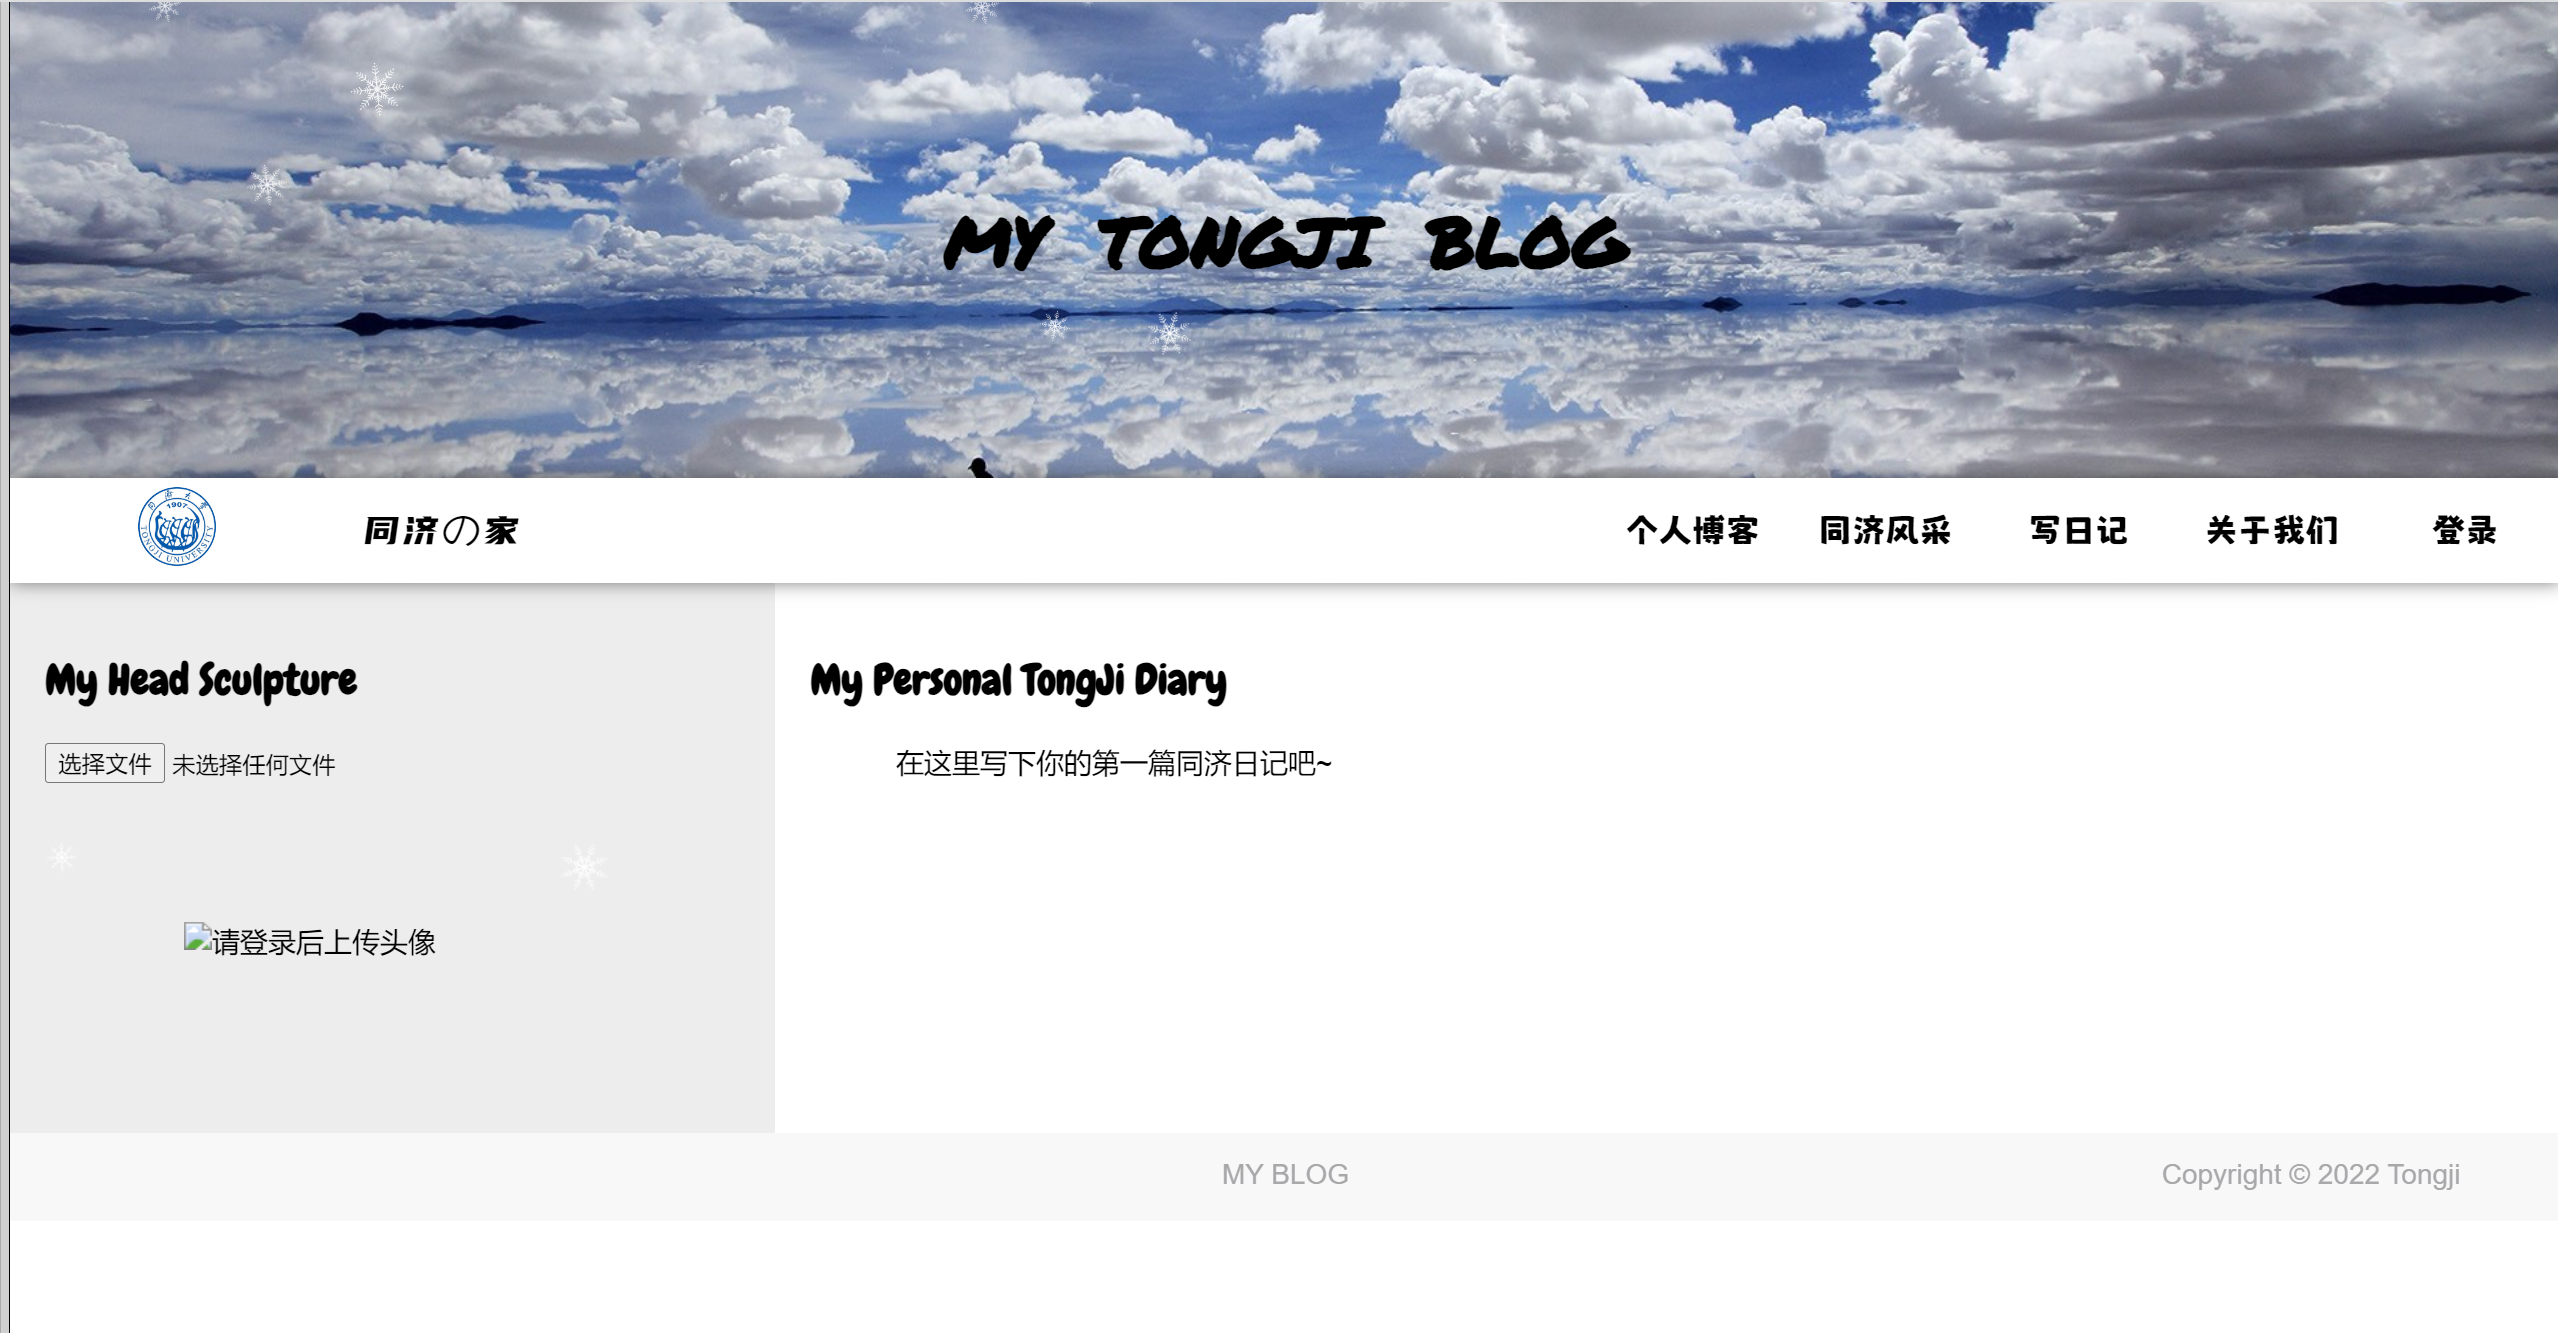 MY TONGJI BLOG
1907
TONGJI UNIVERSITY
同济の家
个人博客 同济风采 写日记 关于我们 登录
My Head Sculpture
选择文件 未选择任何文件
请登录后上传头像
My Personal TongJi Diary
在这里写下你的第一篇同济日记吧~
MY BLOG
Copyright © 2022 Tongji